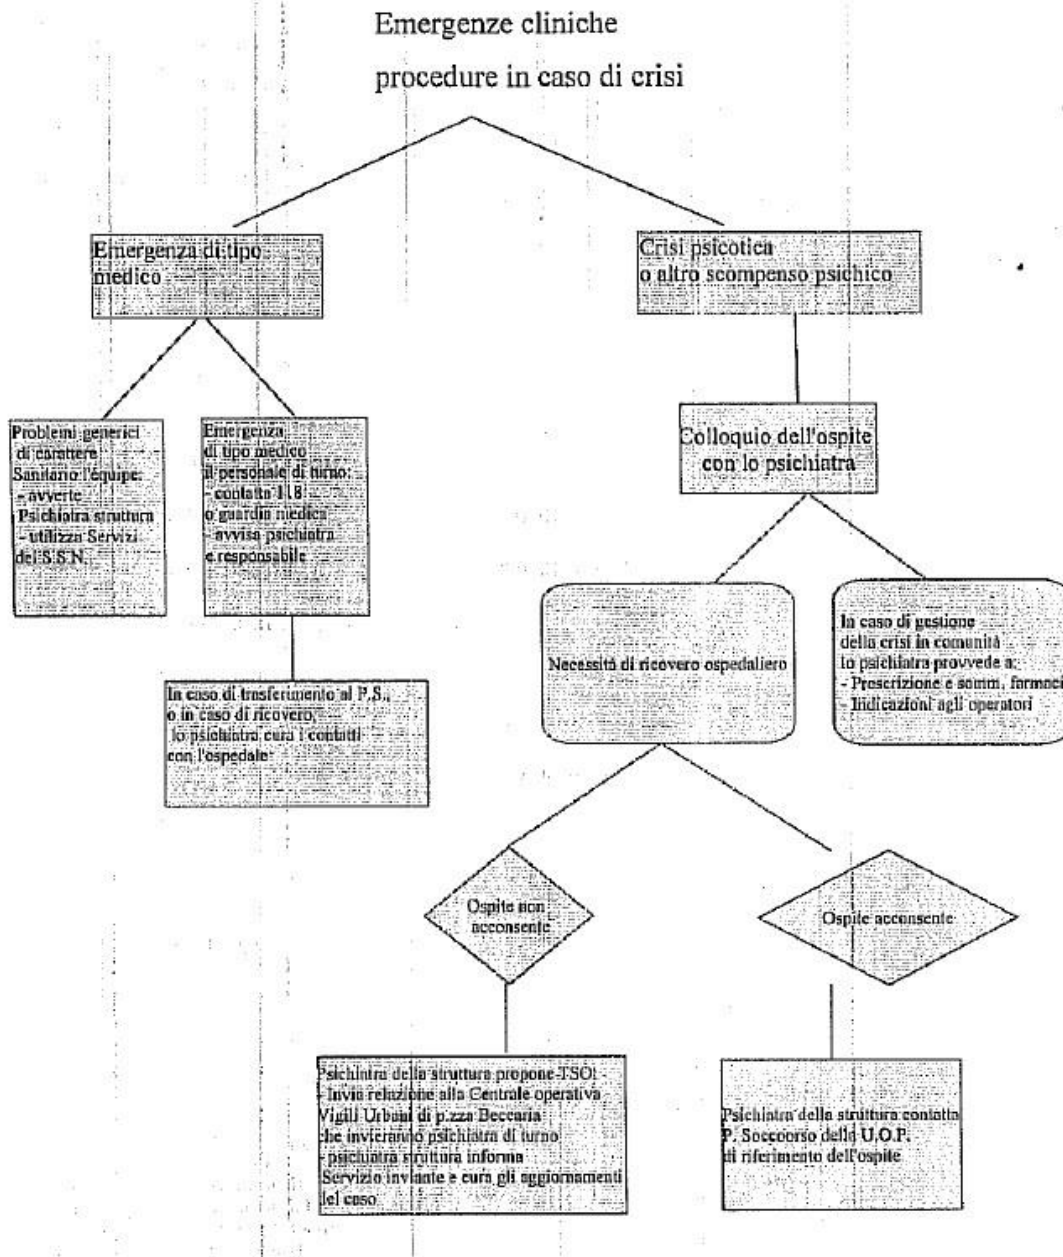 Emergenze cliniche
procedure in caso di crisi
Emergenza di tipo
medico
Crisi psicotica
o altro scompenso psichico
Problemi generici
di carattere
Sanitario l'équipe:
- avverte
Psichiatra struttura
- utilizza Servizi
del S.S.N.
Emergenza
di tipo medico
il personale di turno:
- contatta 118
o guardia medica
- avvisa psichiatra
e responsabile
Colloquio dell'ospite
con lo psichiatra
In caso di trasferimento al P.S.,
o in caso di ricovero,
lo psichiatra cura i contatti
con l'ospedale
Necessità di ricovero ospedaliero
In caso di gestione
della crisi in comunità
lo psichiatra provvede a:
- Prescrizione e somm. farmaci
- Indicazioni agli operatori
Ospite non
acconsente
Ospite acconsente
Psichiatra della struttura propone TSO:
- Invia relazione alla Centrale operativa
Vigili Urbani di p.zza Beccaria
che invieranno psichiatra di turno
- psichiatra struttura informa
Servizio inviante e cura gli aggiornamenti
del caso
Psichiatra della struttura contatta
P. Soccoorso della U.O.P.
di riferimento dell'ospite